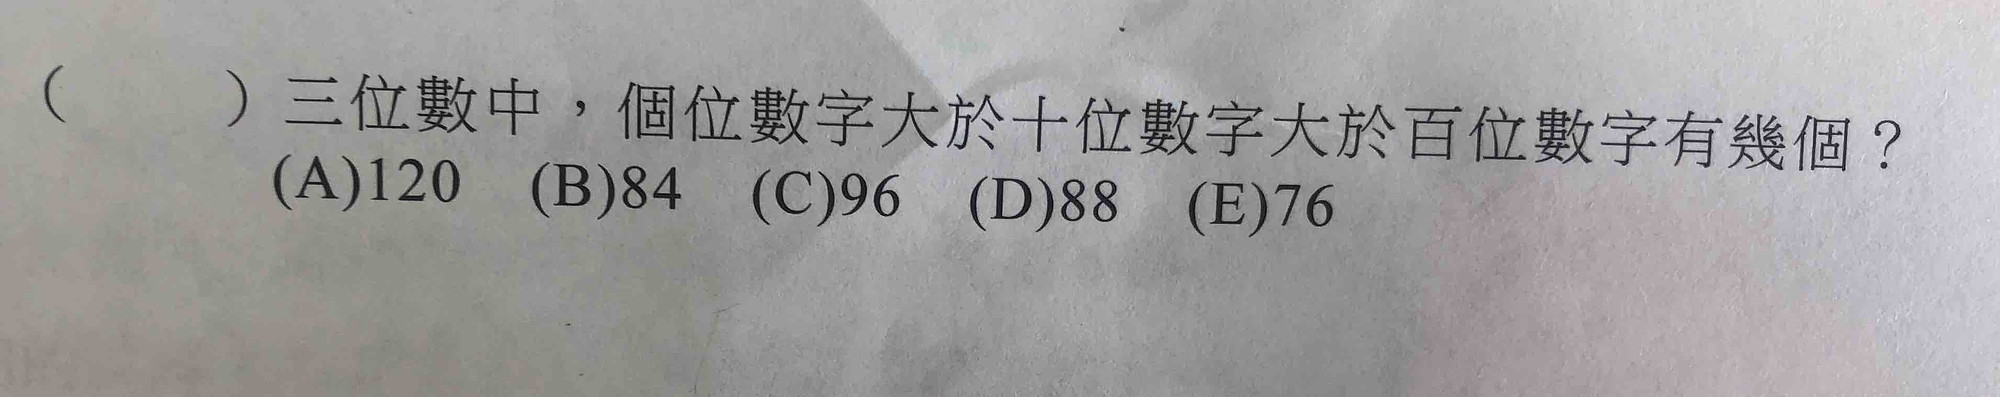 (　　)三位數中，個位數字大於十位數字大於百位數字有幾個？
(A)120 (B)84 (C)96 (D)88 (E)76